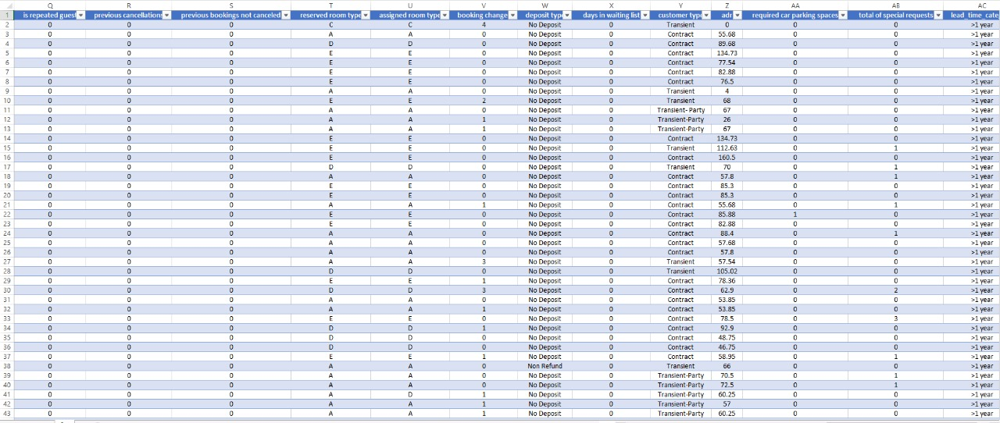 Q R S T U V W X Y Z AA AB AC
1 is repeated guest previous cancellations previous bookings not canceled reserved room type assigned room type booking change deposit type days in waiting list customer type adr required car parking spaces total of special requests lead_time_cate
2 0 0 0 C C 4 No Deposit 0 Transient 0 0 0 >1 year
3 0 0 0 A A 0 No Deposit 0 Contract 55.68 0 0 >1 year
4 0 0 0 D D 0 No Deposit 0 Contract 89.68 0 0 >1 year
5 0 0 0 E E 0 No Deposit 0 Contract 134.73 0 0 >1 year
6 0 0 0 E E 0 No Deposit 0 Contract 77.54 0 0 >1 year
7 0 0 0 E E 0 No Deposit 0 Contract 82.88 0 0 >1 year
8 0 0 0 E E 0 No Deposit 0 Contract 76.5 0 0 >1 year
9 0 0 0 A A 0 No Deposit 0 Transient 4 0 0 >1 year
10 0 0 0 E E 2 No Deposit 0 Transient 68 0 0 >1 year
11 0 0 0 A A 0 No Deposit 0 Transient- Party 67 0 0 >1 year
12 0 0 0 A A 1 No Deposit 0 Transient-Party 26 0 0 >1 year
13 0 0 0 A A 1 No Deposit 0 Transient-Party 67 0 0 >1 year
14 0 0 0 E E 0 No Deposit 0 Contract 134.73 0 0 >1 year
15 0 0 0 E E 0 No Deposit 0 Transient 112.63 0 1 >1 year
16 0 0 0 E E 0 No Deposit 0 Contract 160.5 0 0 >1 year
17 0 0 0 D D 0 No Deposit 0 Transient 70 0 1 >1 year
18 0 0 0 A A 0 No Deposit 0 Contract 57.8 0 1 >1 year
19 0 0 0 E E 0 No Deposit 0 Contract 85.3 0 0 >1 year
20 0 0 0 E E 0 No Deposit 0 Contract 85.3 0 0 >1 year
21 0 0 0 A A 1 No Deposit 0 Contract 55.68 0 1 >1 year
22 0 0 0 E E 0 No Deposit 0 Contract 85.88 1 0 >1 year
23 0 0 0 E E 0 No Deposit 0 Contract 82.88 0 0 >1 year
24 0 0 0 A A 0 No Deposit 0 Contract 88.4 0 1 >1 year
25 0 0 0 A A 0 No Deposit 0 Contract 57.68 0 0 >1 year
26 0 0 0 A A 0 No Deposit 0 Contract 57.8 0 0 >1 year
27 0 0 0 A A 3 No Deposit 0 Transient 57.54 0 0 >1 year
28 0 0 0 D D 0 No Deposit 0 Transient 105.02 0 0 >1 year
29 0 0 0 E E 1 No Deposit 0 Contract 78.36 0 0 >1 year
30 0 0 0 D D 3 No Deposit 0 Contract 62.9 0 2 >1 year
31 0 0 0 A A 0 No Deposit 0 Contract 53.85 0 0 >1 year
32 0 0 0 A A 1 No Deposit 0 Contract 53.85 0 0 >1 year
33 0 0 0 E E 0 No Deposit 0 Contract 78.5 0 3 >1 year
34 0 0 0 D D 1 No Deposit 0 Contract 92.9 0 0 >1 year
35 0 0 0 D D 0 No Deposit 0 Contract 48.75 0 0 >1 year
36 0 0 0 D D 0 No Deposit 0 Contract 46.75 0 0 >1 year
37 0 0 0 E E 1 No Deposit 0 Contract 58.95 0 1 >1 year
38 0 0 0 A A 0 Non Refund 0 Transient 66 0 0 >1 year
39 0 0 0 A A 0 No Deposit 0 Transient-Party 70.5 0 1 >1 year
40 0 0 0 A A 0 No Deposit 0 Transient-Party 72.5 0 1 >1 year
41 0 0 0 A D 1 No Deposit 0 Transient-Party 60.25 0 0 >1 year
42 0 0 0 A A 1 No Deposit 0 Transient-Party 57 0 0 >1 year
43 0 0 0 A A 1 No Deposit 0 Transient-Party 60.25 0 0 >1 year